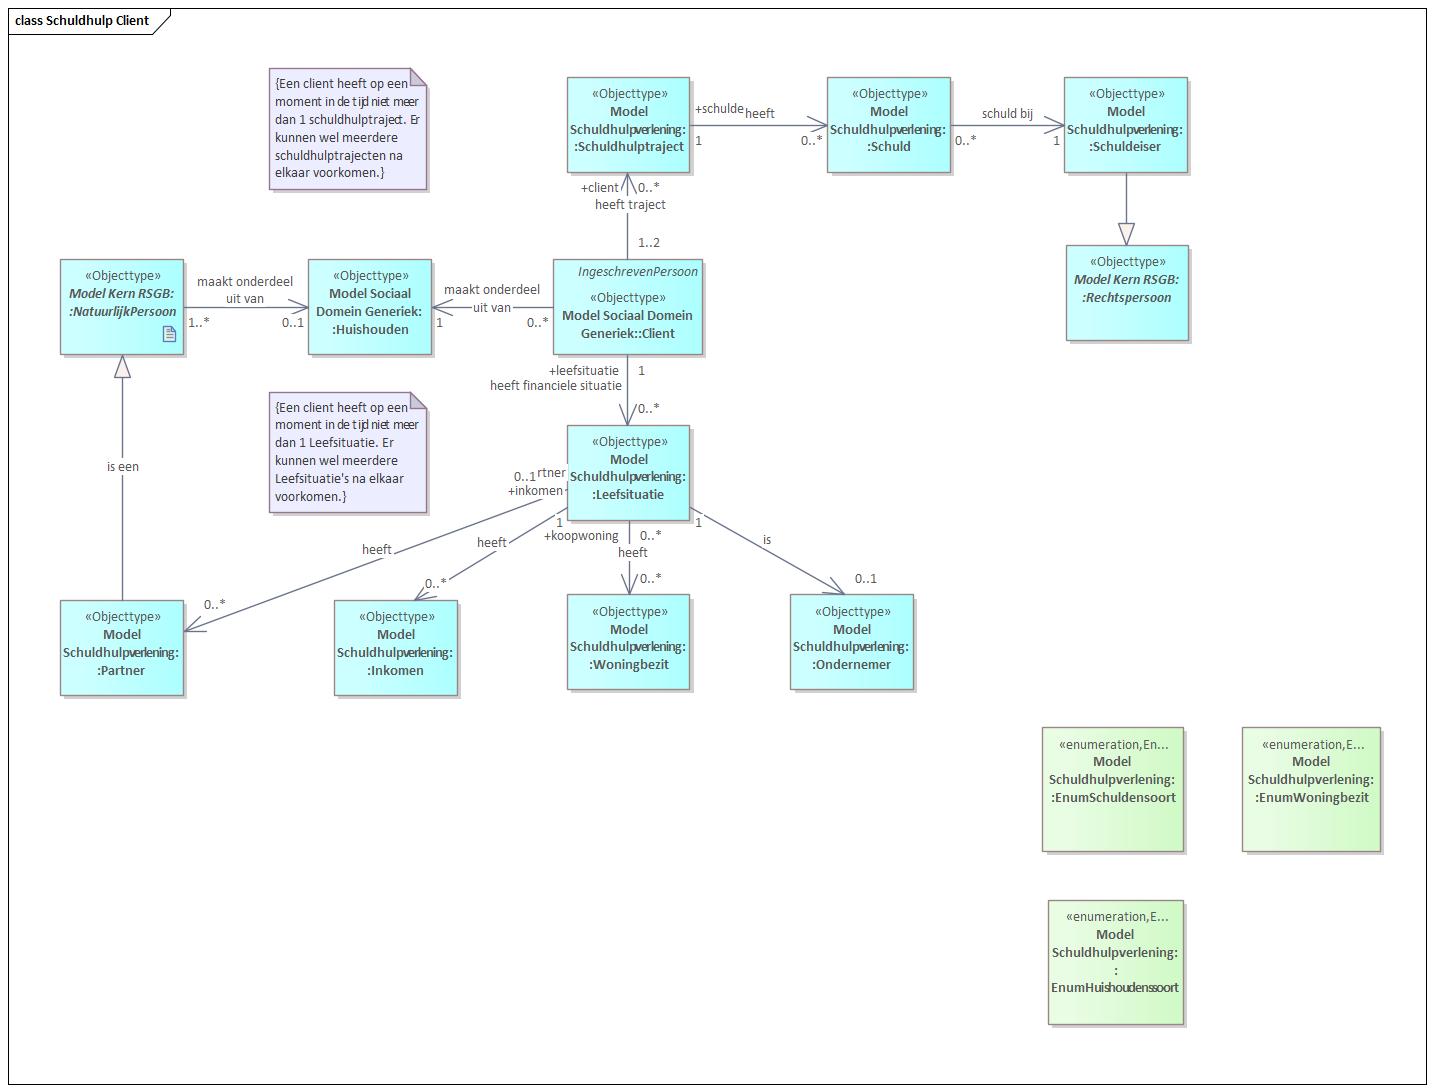 class Schuldhulp Client
{Een client heeft op een
moment in de tijd niet meer
dan 1 schuldhulptraject. Er
kunnen wel meerdere
schuldhulptrajecten na
elkaar voorkomen.}
«Objecttype»
Model
Schuldhulpverlening:
:Schuldhulptraject
+schulde
heeft
1
0..*
«Objecttype»
Model
Schuldhulpverlening:
:Schuld
schuld bij
0..*
1
«Objecttype»
Model
Schuldhulpverlening:
:Schuldeiser
+client
0..*
heeft traject
1..2
«Objecttype»
Model Kern RSGB:
:NatuurlijkPersoon
maakt onderdeel
uit van
1..*
0..1
«Objecttype»
Model Sociaal
Domein Generiek:
:Huishouden
maakt onderdeel
uit van
1
0..*
IngeschrevenPersoon
«Objecttype»
Model Sociaal Domein
Generiek::Client
«Objecttype»
Model Kern RSGB:
:Rechtspersoon
+leefsituatie
1
heeft financiele situatie
0..*
{Een client heeft op een
moment in de tijd niet meer
dan 1 Leefsituatie. Er
kunnen wel meerdere
Leefsituatie's na elkaar
voorkomen.}
is een
«Objecttype»
Model
Schuldhulpverlening:
:Leefsituatie
0..1
rtner
+inkomen
1
+koopwoning
0..*
1
heeft
heeft
heeft
is
0..*
0..*
0..*
0..1
«Objecttype»
Model
Schuldhulpverlening:
:Partner
«Objecttype»
Model
Schuldhulpverlening:
:Inkomen
«Objecttype»
Model
Schuldhulpverlening:
:Woningbezit
«Objecttype»
Model
Schuldhulpverlening:
:Ondernemer
«enumeration,En...
Model
Schuldhulpverlening:
:EnumSchuldensoort
«enumeration,E...
Model
Schuldhulpverlening:
:EnumWoningbezit
«enumeration,E...
Model
Schuldhulpverlening:
:
EnumHuishoudenssoort